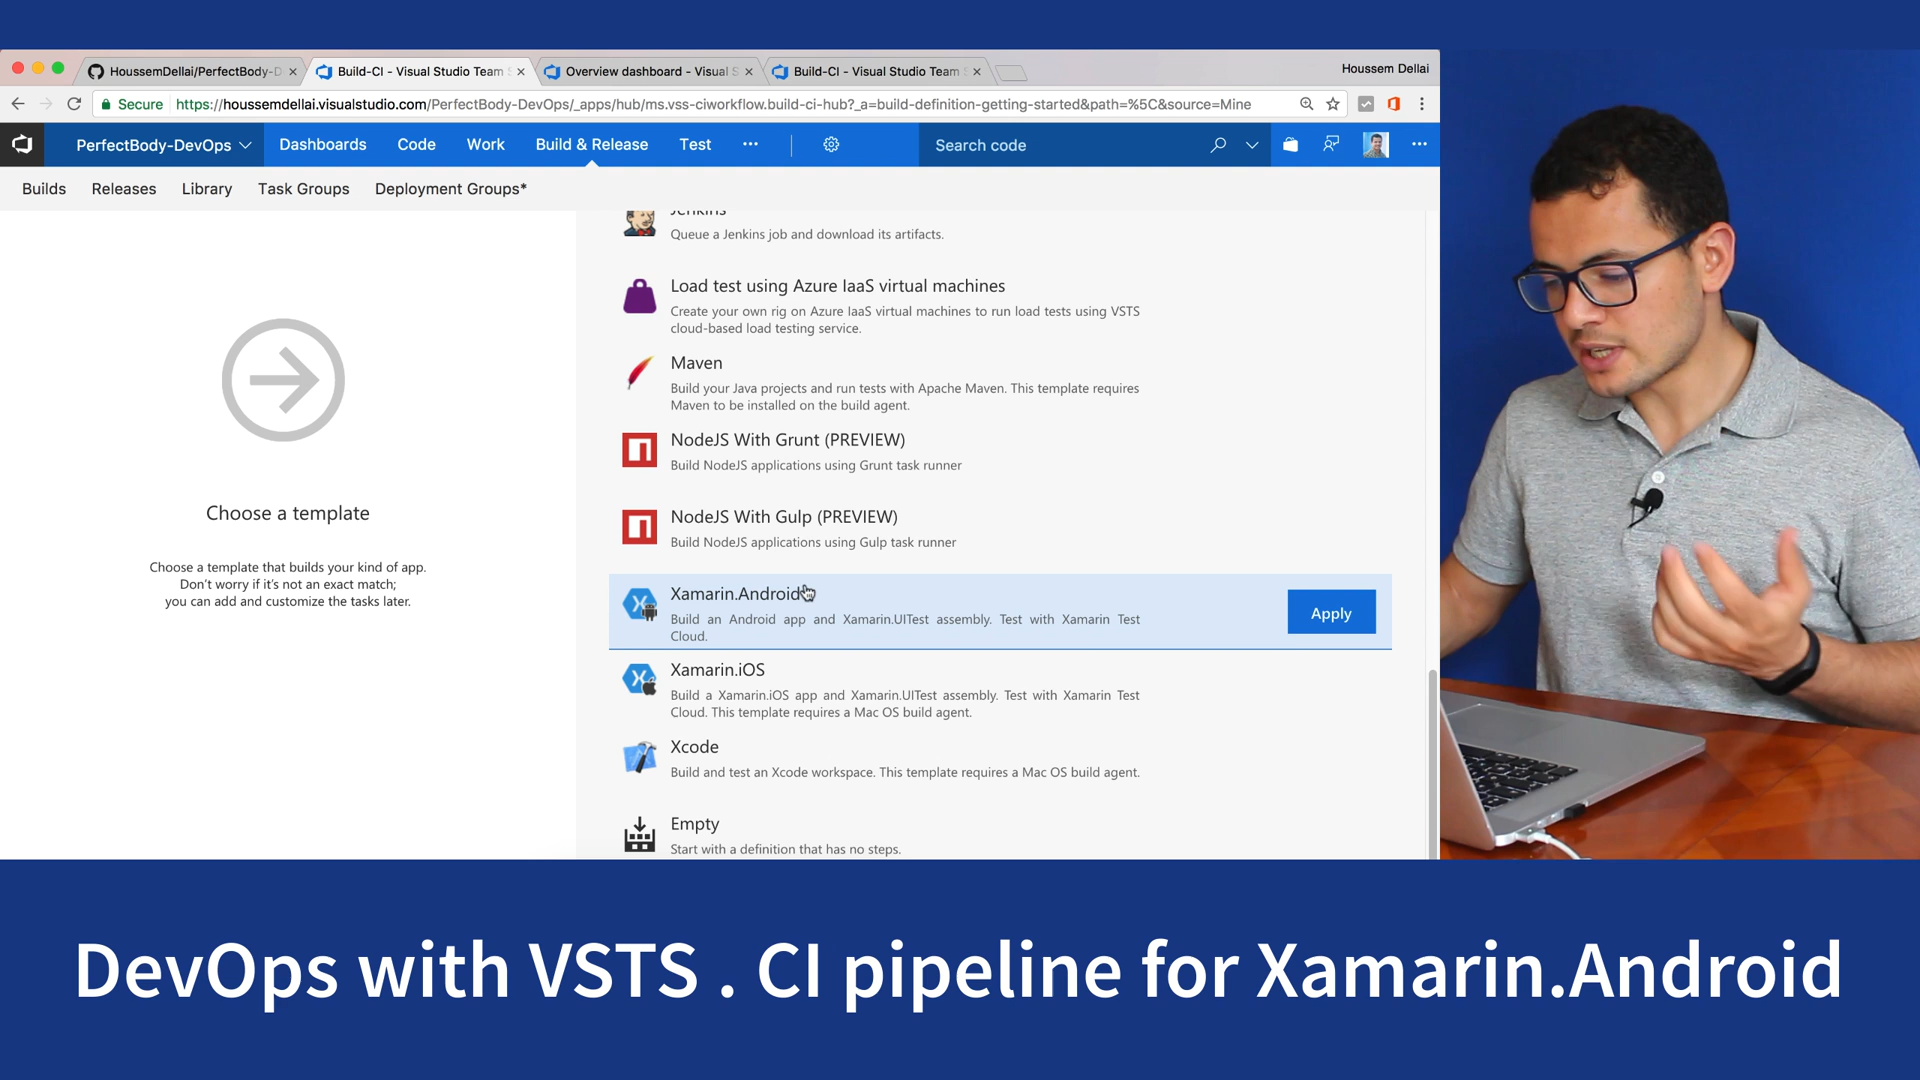 HoussemDellai/PerfectBody-D
Build-CI - Visual Studio Team S
Overview dashboard - Visual S
Build-CI - Visual Studio Team S
Houssem Dellai
Secure
https://houssemdellai.visualstudio.com/PerfectBody-DevOps/_apps/hub/ms.vss-ciworkflow.build-ci-hub?_a=build-definition-getting-started&path=%5C&source=Mine
PerfectBody-DevOps
Dashboards
Code
Work
Build & Release
Test
Search code
Builds
Releases
Library
Task Groups
Deployment Groups*
Choose a template
Choose a template that builds your kind of app.
Don't worry if it's not an exact match;
you can add and customize the tasks later.
Jenkins
Queue a Jenkins job and download its artifacts.
Load test using Azure IaaS virtual machines
Create your own rig on Azure IaaS virtual machines to run load tests using VSTS
cloud-based load testing service.
Maven
Build your Java projects and run tests with Apache Maven. This template requires
Maven to be installed on the build agent.
NodeJS With Grunt (PREVIEW)
Build NodeJS applications using Grunt task runner
NodeJS With Gulp (PREVIEW)
Build NodeJS applications using Gulp task runner
Xamarin.Android
Build an Android app and Xamarin.UITest assembly. Test with Xamarin Test
Cloud.
Apply
Xamarin.iOS
Build a Xamarin.iOS app and Xamarin.UITest assembly. Test with Xamarin Test
Cloud. This template requires a Mac OS build agent.
Xcode
Build and test an Xcode workspace. This template requires a Mac OS build agent.
Empty
Start with a definition that has no steps.
DevOps with VSTS . CI pipeline for Xamarin.Android